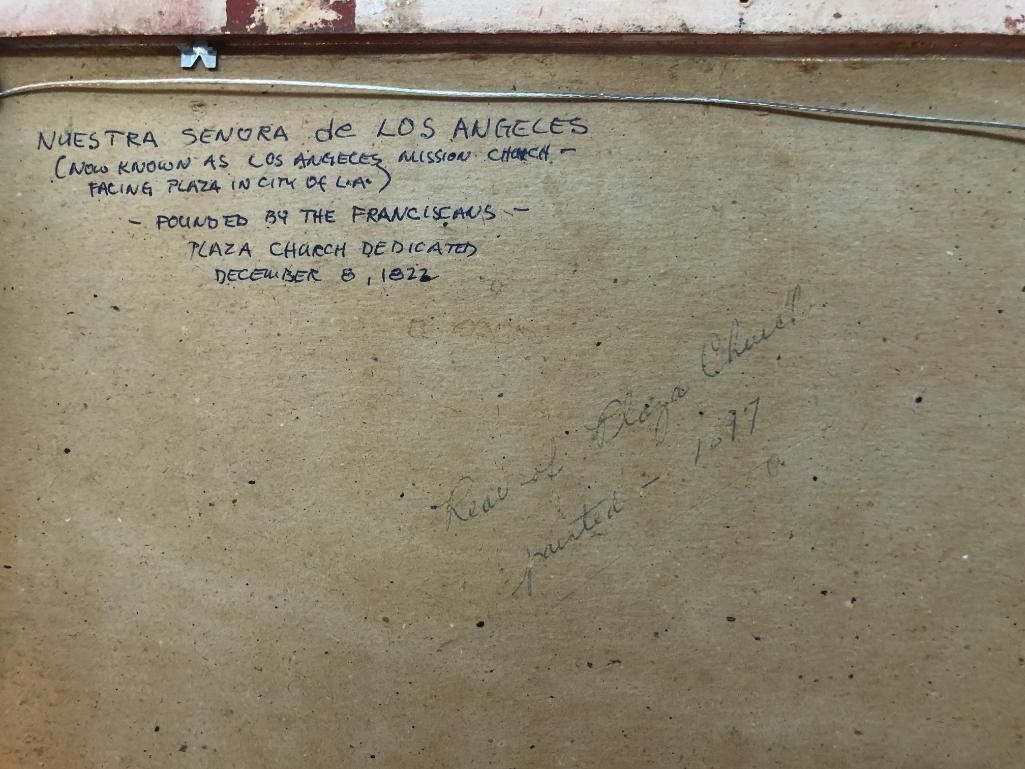 NUESTRA SENORA de LOS ANGELES
(NOW KNOWN AS LOS ANGELES MISSION CHURCH -
FACING PLAZA IN CITY OF L.A.)
- FOUNDED BY THE FRANCISCANS -
PLAZA CHURCH DEDICATED
DECEMBER 8, 1822
Rear of Plaza Church
painted -